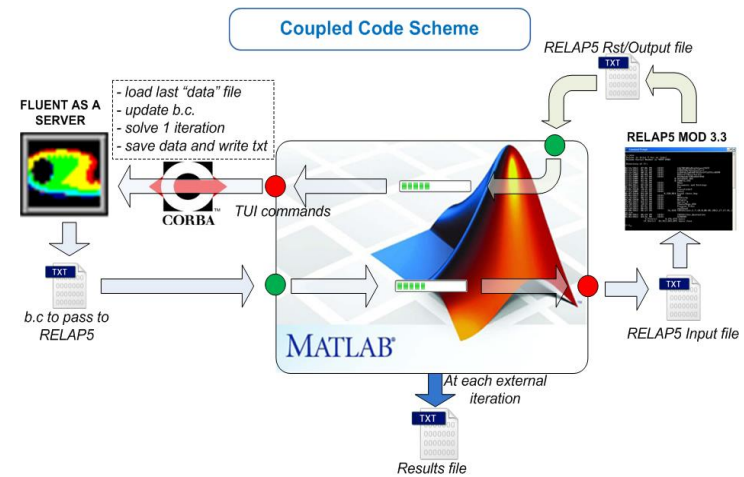 Coupled Code Scheme
RELAP5 Rst/Output file
TXT
- load last "data" file
- update b.c.
- solve 1 iteration
- save data and write txt
FLUENT AS A
SERVER
RELAP5 MOD 3.3
CORBA™
TUI commands
TXT
b.c to pass to
RELAP5
TXT
RELAP5 Input file
MATLAB®
At each external
iteration
TXT
Results file